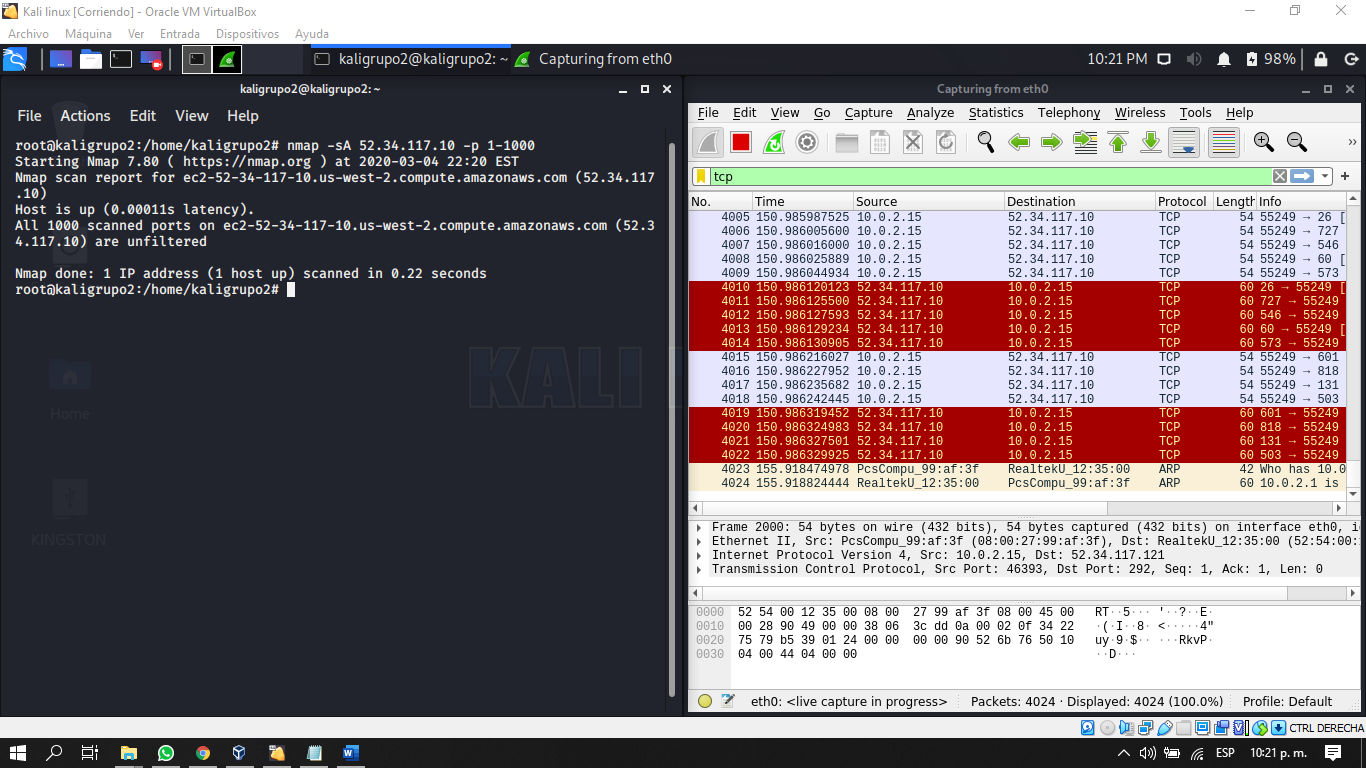 Kali linux [Corriendo] - Oracle VM VirtualBox
Archivo Máquina Ver Entrada Dispositivos Ayuda
kaligrupo2@kaligrupo2: ~ Capturing from eth0 10:21 PM 98%
kaligrupo2@kaligrupo2: ~
File Actions Edit View Help
root@kaligrupo2:/home/kaligrupo2# nmap -sA 52.34.117.10 -p 1-1000
Starting Nmap 7.80 ( https://nmap.org ) at 2020-03-04 22:20 EST
Nmap scan report for ec2-52-34-117-10.us-west-2.compute.amazonaws.com (52.34.117
.10)
Host is up (0.00011s latency).
All 1000 scanned ports on ec2-52-34-117-10.us-west-2.compute.amazonaws.com (52.3
4.117.10) are unfiltered
Nmap done: 1 IP address (1 host up) scanned in 0.22 seconds
root@kaligrupo2:/home/kaligrupo2#
KALI
Home
KINGSTON
Capturing from eth0
File Edit View Go Capture Analyze Statistics Telephony Wireless Tools Help
tcp
No. Time Source Destination Protocol Length Info
4005 150.985987525 10.0.2.15 52.34.117.10 TCP 54 55249 → 26 [
4006 150.986005600 10.0.2.15 52.34.117.10 TCP 54 55249 → 727
4007 150.986016000 10.0.2.15 52.34.117.10 TCP 54 55249 → 546
4008 150.986025889 10.0.2.15 52.34.117.10 TCP 54 55249 → 60 [
4009 150.986044934 10.0.2.15 52.34.117.10 TCP 54 55249 → 573
4010 150.986120123 52.34.117.10 10.0.2.15 TCP 60 26 → 55249 [
4011 150.986125500 52.34.117.10 10.0.2.15 TCP 60 727 → 55249
4012 150.986127593 52.34.117.10 10.0.2.15 TCP 60 546 → 55249
4013 150.986129234 52.34.117.10 10.0.2.15 TCP 60 60 → 55249 [
4014 150.986130905 52.34.117.10 10.0.2.15 TCP 60 573 → 55249
4015 150.986216027 10.0.2.15 52.34.117.10 TCP 54 55249 → 601
4016 150.986227952 10.0.2.15 52.34.117.10 TCP 54 55249 → 818
4017 150.986235682 10.0.2.15 52.34.117.10 TCP 54 55249 → 131
4018 150.986242445 10.0.2.15 52.34.117.10 TCP 54 55249 → 503
4019 150.986319452 52.34.117.10 10.0.2.15 TCP 60 601 → 55249
4020 150.986324983 52.34.117.10 10.0.2.15 TCP 60 818 → 55249
4021 150.986327501 52.34.117.10 10.0.2.15 TCP 60 131 → 55249
4022 150.986329925 52.34.117.10 10.0.2.15 TCP 60 503 → 55249
4023 155.918474978 PcsCompu_99:af:3f RealtekU_12:35:00 ARP 42 Who has 10.0
4024 155.918824444 RealtekU_12:35:00 PcsCompu_99:af:3f ARP 60 10.0.2.1 is
Frame 2000: 54 bytes on wire (432 bits), 54 bytes captured (432 bits) on interface eth0, i
Ethernet II, Src: PcsCompu_99:af:3f (08:00:27:99:af:3f), Dst: RealtekU_12:35:00 (52:54:00:
Internet Protocol Version 4, Src: 10.0.2.15, Dst: 52.34.117.121
Transmission Control Protocol, Src Port: 46393, Dst Port: 292, Seq: 1, Ack: 1, Len: 0
0000 52 54 00 12 35 00 08 00 27 99 af 3f 08 00 45 00 RT··5··· '··?··E·
0010 00 28 90 49 00 00 38 06 3c dd 0a 00 02 0f 34 22 ·(·I··8· <·····4"
0020 75 79 b5 39 01 24 00 00 00 00 90 52 6b 76 50 10 uy·9·$·· ···RkvP·
0030 04 00 44 04 00 00 ··D···
eth0: <live capture in progress> Packets: 4024 · Displayed: 4024 (100.0%) Profile: Default
CTRL DERECHA
ESP 10:21 p. m.